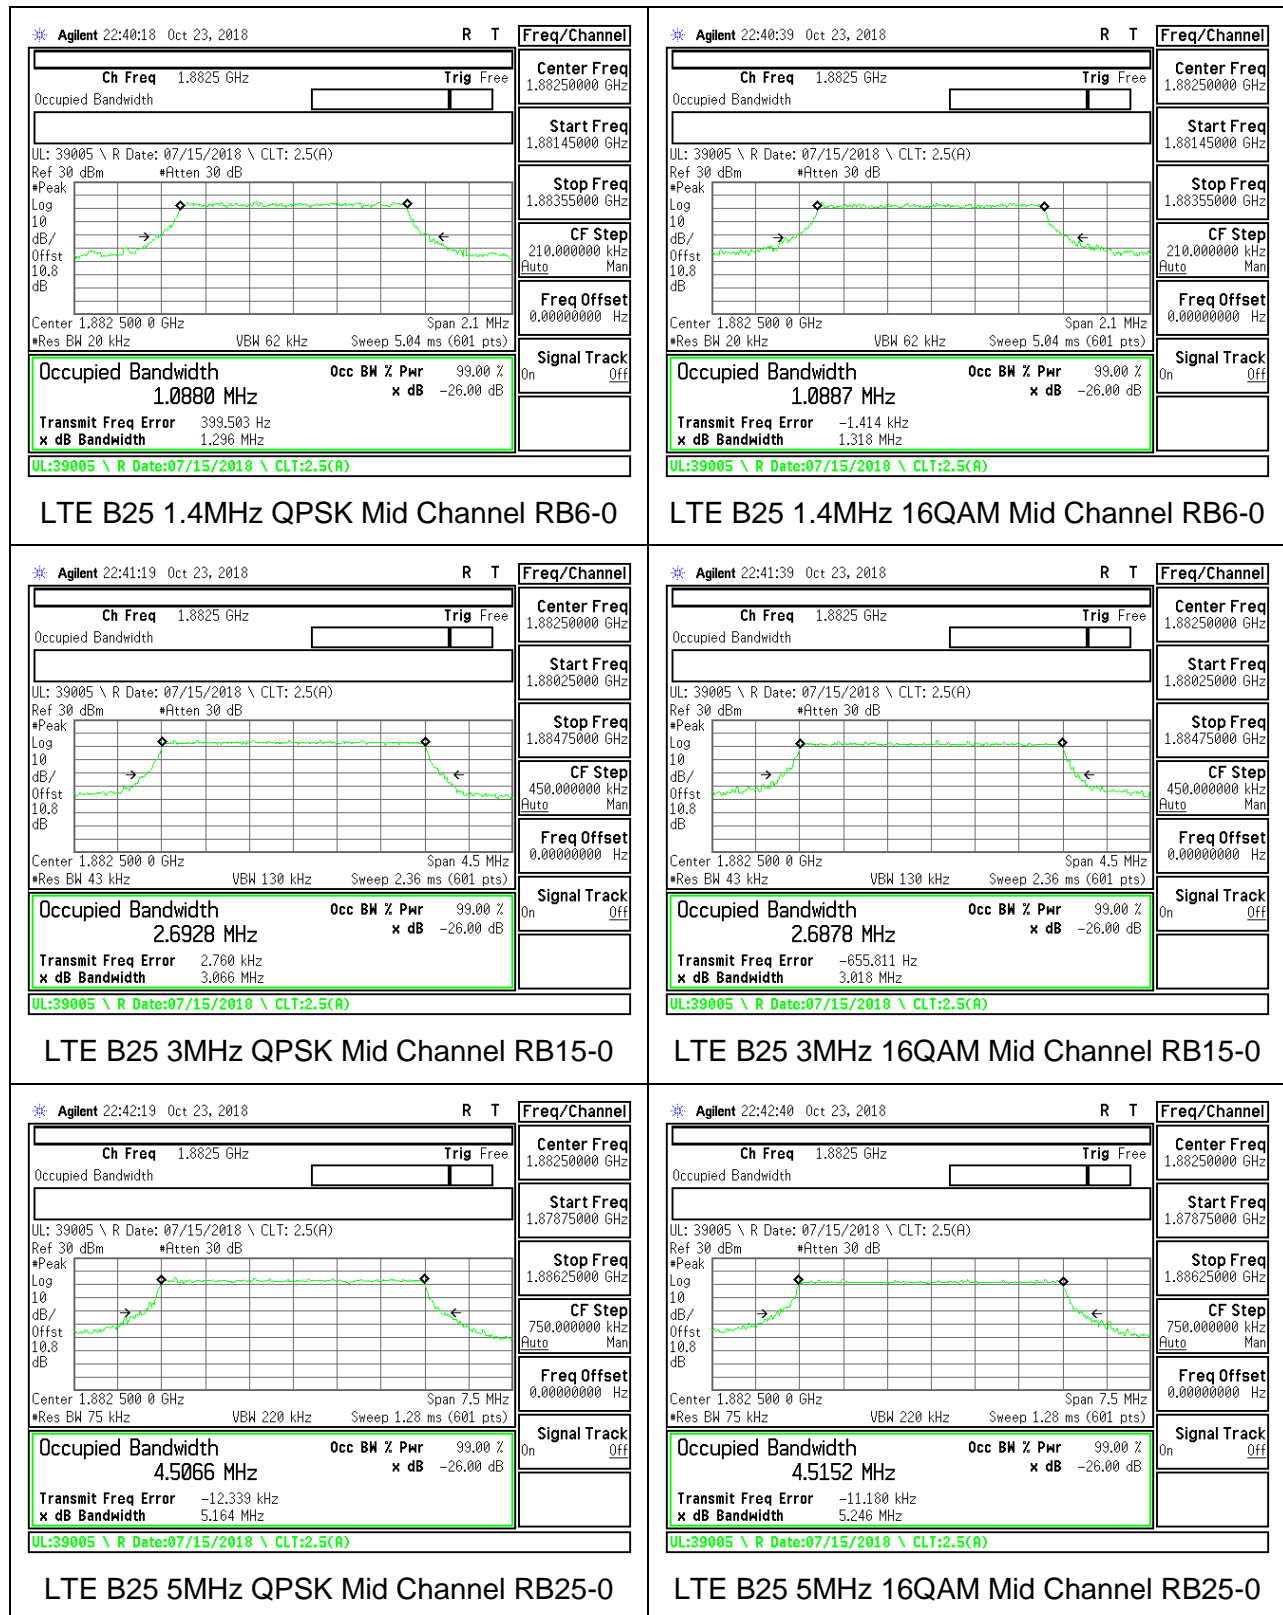 Agilent 22:40:18 Oct 23, 2018 R T Freq/Channel
Ch Freq 1.8825 GHz Trig Free
Occupied Bandwidth
Center Freq
1.88250000 GHz
Start Freq
1.88145000 GHz
UL: 39005 \ R Date: 07/15/2018 \ CLT: 2.5(A)
Ref 30 dBm #Atten 30 dB
#Peak
Log
10
dB/
Offst
10.8
dB
Stop Freq
1.88355000 GHz
CF Step
210.000000 kHz
Auto Man
Freq Offset
0.00000000 Hz
Center 1.882 500 0 GHz Span 2.1 MHz
#Res BW 20 kHz VBW 62 kHz Sweep 5.04 ms (601 pts)
Signal Track
On Off
Occupied Bandwidth Occ BW % Pwr 99.00 %
1.0880 MHz x dB -26.00 dB
Transmit Freq Error 399.503 Hz
x dB Bandwidth 1.296 MHz
UL:39005 \ R Date:07/15/2018 \ CLT:2.5(A)
LTE B25 1.4MHz QPSK Mid Channel RB6-0
Agilent 22:40:39 Oct 23, 2018 R T Freq/Channel
Ch Freq 1.8825 GHz Trig Free
Occupied Bandwidth
Center Freq
1.88250000 GHz
Start Freq
1.88145000 GHz
UL: 39005 \ R Date: 07/15/2018 \ CLT: 2.5(A)
Ref 30 dBm #Atten 30 dB
#Peak
Log
10
dB/
Offst
10.8
dB
Stop Freq
1.88355000 GHz
CF Step
210.000000 kHz
Auto Man
Freq Offset
0.00000000 Hz
Center 1.882 500 0 GHz Span 2.1 MHz
#Res BW 20 kHz VBW 62 kHz Sweep 5.04 ms (601 pts)
Signal Track
On Off
Occupied Bandwidth Occ BW % Pwr 99.00 %
1.0887 MHz x dB -26.00 dB
Transmit Freq Error -1.414 kHz
x dB Bandwidth 1.318 MHz
UL:39005 \ R Date:07/15/2018 \ CLT:2.5(A)
LTE B25 1.4MHz 16QAM Mid Channel RB6-0
Agilent 22:41:19 Oct 23, 2018 R T Freq/Channel
Ch Freq 1.8825 GHz Trig Free
Occupied Bandwidth
Center Freq
1.88250000 GHz
Start Freq
1.88025000 GHz
UL: 39005 \ R Date: 07/15/2018 \ CLT: 2.5(A)
Ref 30 dBm #Atten 30 dB
#Peak
Log
10
dB/
Offst
10.8
dB
Stop Freq
1.88475000 GHz
CF Step
450.000000 kHz
Auto Man
Freq Offset
0.00000000 Hz
Center 1.882 500 0 GHz Span 4.5 MHz
#Res BW 43 kHz VBW 130 kHz Sweep 2.36 ms (601 pts)
Signal Track
On Off
Occupied Bandwidth Occ BW % Pwr 99.00 %
2.6928 MHz x dB -26.00 dB
Transmit Freq Error 2.760 kHz
x dB Bandwidth 3.066 MHz
UL:39005 \ R Date:07/15/2018 \ CLT:2.5(A)
LTE B25 3MHz QPSK Mid Channel RB15-0
Agilent 22:41:39 Oct 23, 2018 R T Freq/Channel
Ch Freq 1.8825 GHz Trig Free
Occupied Bandwidth
Center Freq
1.88250000 GHz
Start Freq
1.88025000 GHz
UL: 39005 \ R Date: 07/15/2018 \ CLT: 2.5(A)
Ref 30 dBm #Atten 30 dB
#Peak
Log
10
dB/
Offst
10.8
dB
Stop Freq
1.88475000 GHz
CF Step
450.000000 kHz
Auto Man
Freq Offset
0.00000000 Hz
Center 1.882 500 0 GHz Span 4.5 MHz
#Res BW 43 kHz VBW 130 kHz Sweep 2.36 ms (601 pts)
Signal Track
On Off
Occupied Bandwidth Occ BW % Pwr 99.00 %
2.6878 MHz x dB -26.00 dB
Transmit Freq Error -655.811 Hz
x dB Bandwidth 3.018 MHz
UL:39005 \ R Date:07/15/2018 \ CLT:2.5(A)
LTE B25 3MHz 16QAM Mid Channel RB15-0
Agilent 22:42:19 Oct 23, 2018 R T Freq/Channel
Ch Freq 1.8825 GHz Trig Free
Occupied Bandwidth
Center Freq
1.88250000 GHz
Start Freq
1.87875000 GHz
UL: 39005 \ R Date: 07/15/2018 \ CLT: 2.5(A)
Ref 30 dBm #Atten 30 dB
#Peak
Log
10
dB/
Offst
10.8
dB
Stop Freq
1.88625000 GHz
CF Step
750.000000 kHz
Auto Man
Freq Offset
0.00000000 Hz
Center 1.882 500 0 GHz Span 7.5 MHz
#Res BW 75 kHz VBW 220 kHz Sweep 1.28 ms (601 pts)
Signal Track
On Off
Occupied Bandwidth Occ BW % Pwr 99.00 %
4.5066 MHz x dB -26.00 dB
Transmit Freq Error -12.339 kHz
x dB Bandwidth 5.164 MHz
UL:39005 \ R Date:07/15/2018 \ CLT:2.5(A)
LTE B25 5MHz QPSK Mid Channel RB25-0
Agilent 22:42:40 Oct 23, 2018 R T Freq/Channel
Ch Freq 1.8825 GHz Trig Free
Occupied Bandwidth
Center Freq
1.88250000 GHz
Start Freq
1.87875000 GHz
UL: 39005 \ R Date: 07/15/2018 \ CLT: 2.5(A)
Ref 30 dBm #Atten 30 dB
#Peak
Log
10
dB/
Offst
10.8
dB
Stop Freq
1.88625000 GHz
CF Step
750.000000 kHz
Auto Man
Freq Offset
0.00000000 Hz
Center 1.882 500 0 GHz Span 7.5 MHz
#Res BW 75 kHz VBW 220 kHz Sweep 1.28 ms (601 pts)
Signal Track
On Off
Occupied Bandwidth Occ BW % Pwr 99.00 %
4.5152 MHz x dB -26.00 dB
Transmit Freq Error -11.180 kHz
x dB Bandwidth 5.246 MHz
UL:39005 \ R Date:07/15/2018 \ CLT:2.5(A)
LTE B25 5MHz 16QAM Mid Channel RB25-0